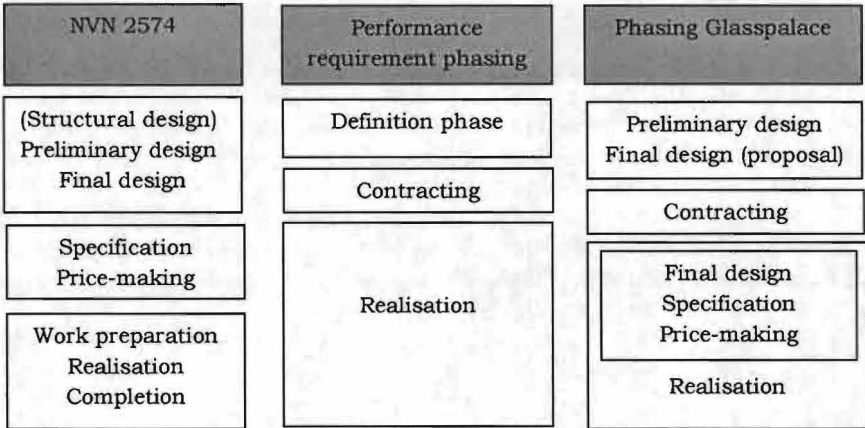 NVN 2574
(Structural design)
Preliminary design
Final design
Specification
Price-making
Work preparation
Realisation
Completion
Performance
requirement phasing
Definition phase
Contracting
Realisation
Phasing Glasspalace
Preliminary design
Final design (proposal)
Contracting
Final design
Specification
Price-making
Realisation